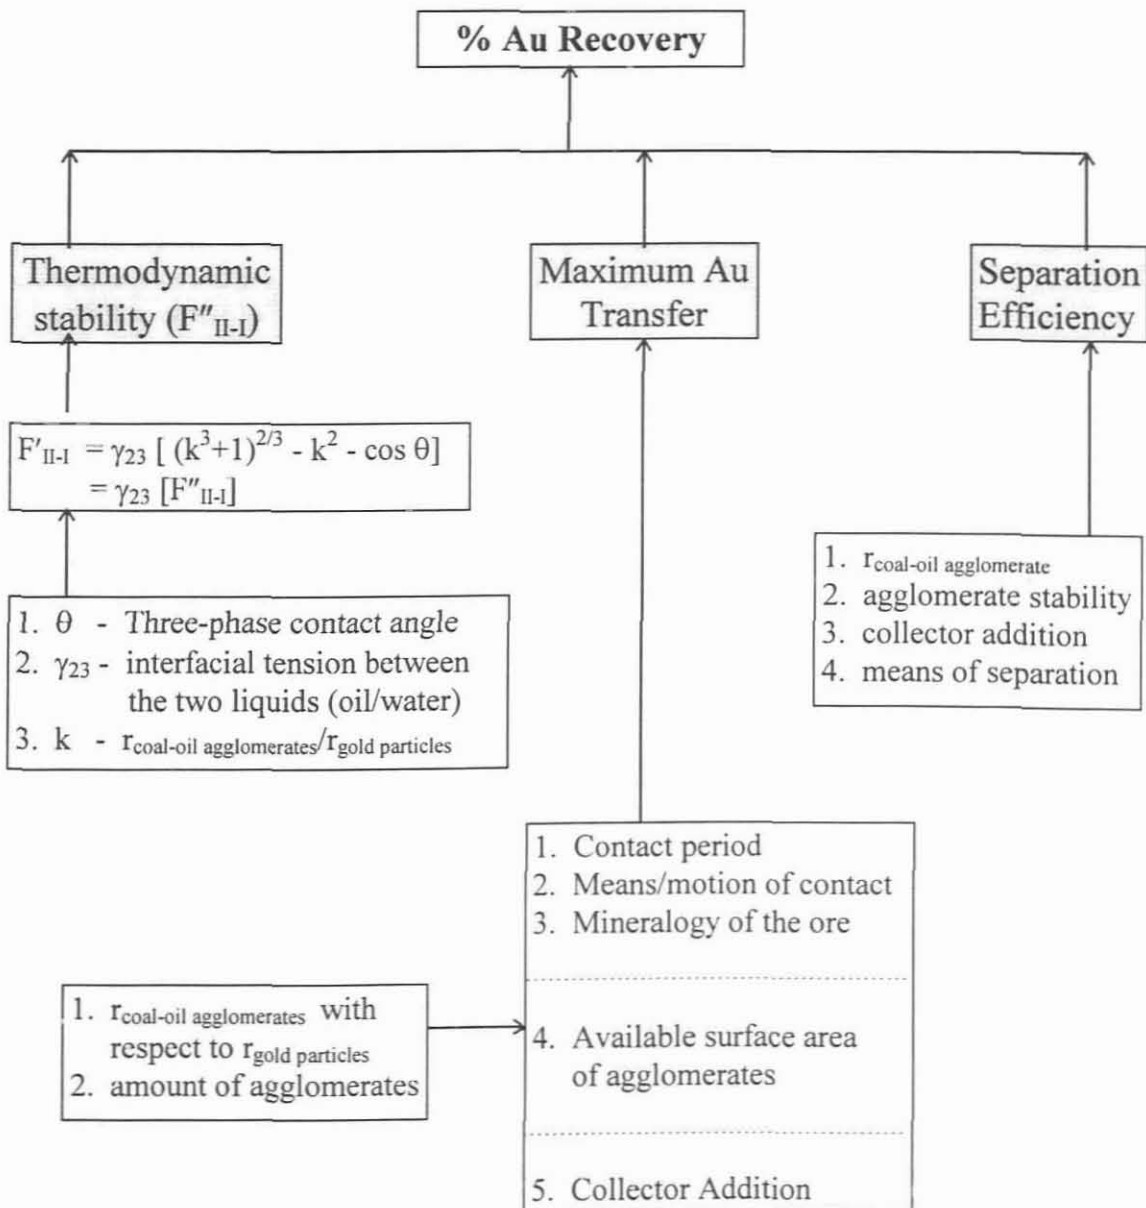 % Au Recovery
Thermodynamic
stability (F″II-I)
Maximum Au
Transfer
Separation
Efficiency
F′II-I = γ23 [ (k³+1)^2/3 - k² - cos θ]
= γ23 [F″II-I]
1. θ - Three-phase contact angle
2. γ23 - interfacial tension between
the two liquids (oil/water)
3. k - rcoal-oil agglomerates/rgold particles
1. rcoal-oil agglomerate
2. agglomerate stability
3. collector addition
4. means of separation
1. Contact period
2. Means/motion of contact
3. Mineralogy of the ore
1. rcoal-oil agglomerates with
respect to rgold particles
2. amount of agglomerates
4. Available surface area
of agglomerates
5. Collector Addition